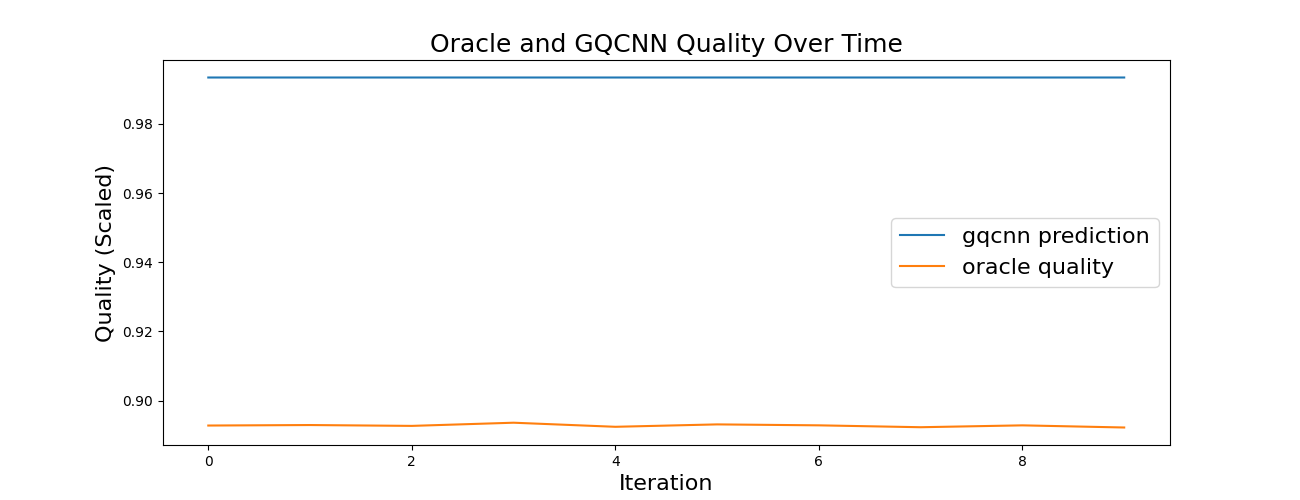 Oracle and GQCNN Quality Over Time
Quality (Scaled)
0.98
0.96
0.94
0.92
0.90
gqcnn prediction
oracle quality
0 2 4 6 8
Iteration